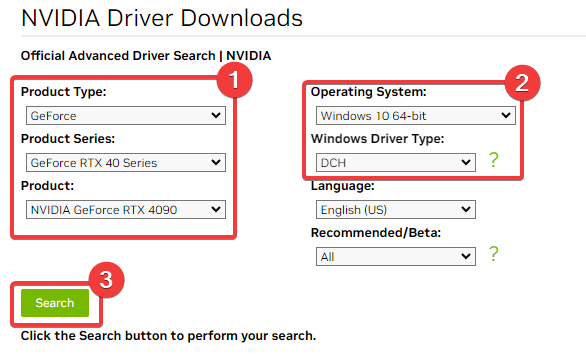 NVIDIA Driver Downloads
Official Advanced Driver Search | NVIDIA
1
Product Type:
GeForce
Product Series:
GeForce RTX 40 Series
Product:
NVIDIA GeForce RTX 4090
2
Operating System:
Windows 10 64-bit
Windows Driver Type:
DCH ?
Language:
English (US)
Recommended/Beta:
All ?
3
Search
Click the Search button to perform your search.